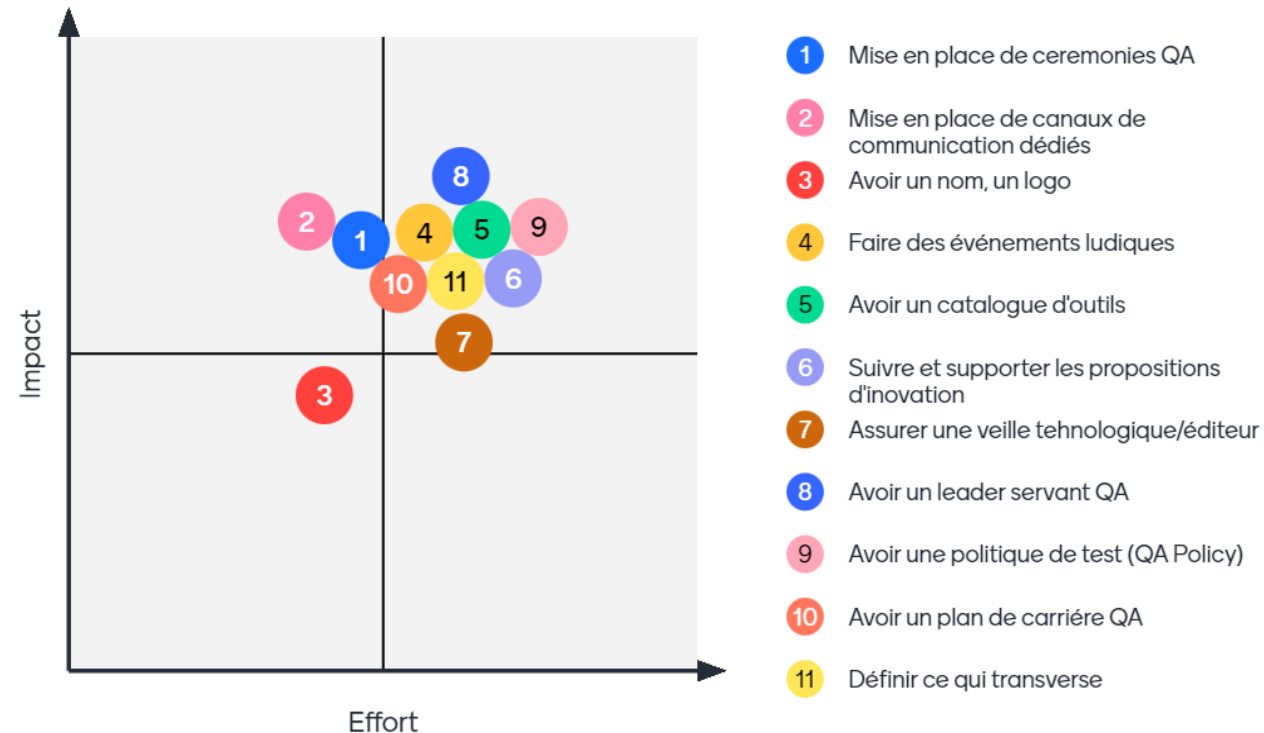 Impact
8
2
1
4
5
9
10
11
6
7
3
Effort
1 Mise en place de ceremonies QA
2 Mise en place de canaux de
communication dédiés
3 Avoir un nom, un logo
4 Faire des événements ludiques
5 Avoir un catalogue d'outils
6 Suivre et supporter les propositions
d'inovation
7 Assurer une veille tehnologique/éditeur
8 Avoir un leader servant QA
9 Avoir une politique de test (QA Policy)
10 Avoir un plan de carriére QA
11 Définir ce qui transverse